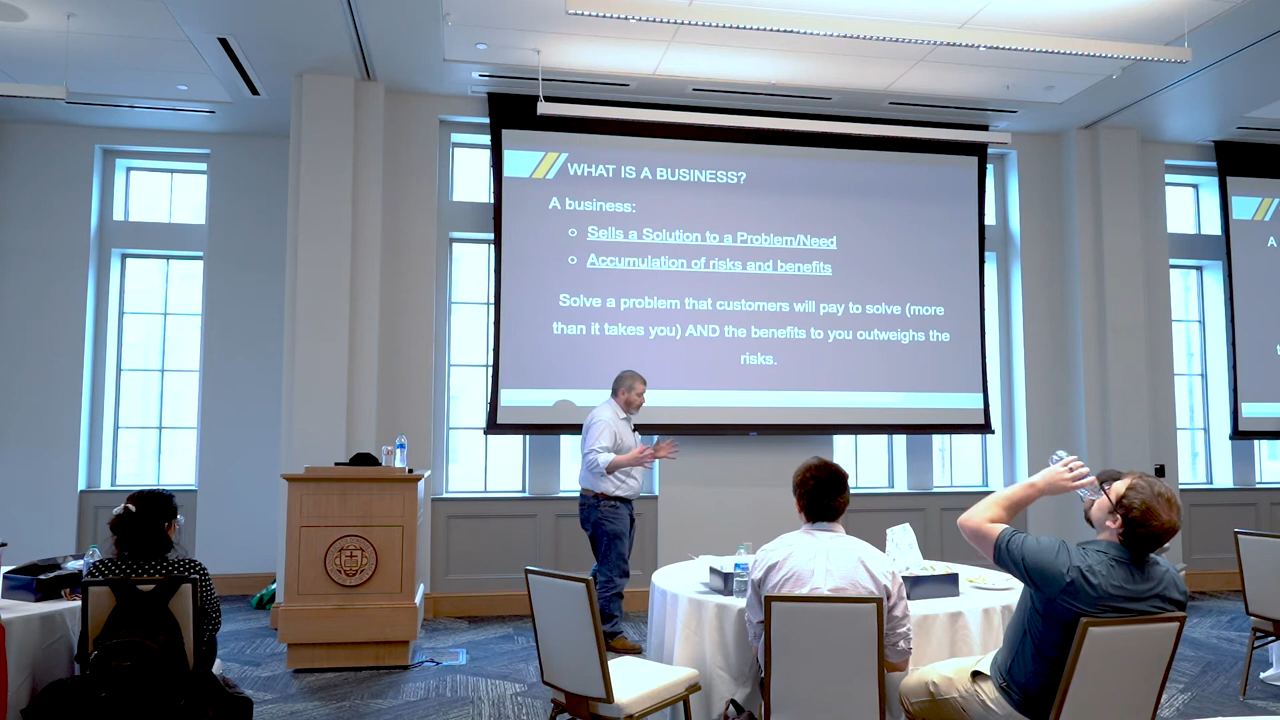 WHAT IS A BUSINESS?
A business:
Sells a Solution to a Problem/Need
Accumulation of risks and benefits
Solve a problem that customers will pay to solve (more
than it takes you) AND the benefits to you outweighs the
risks.
A